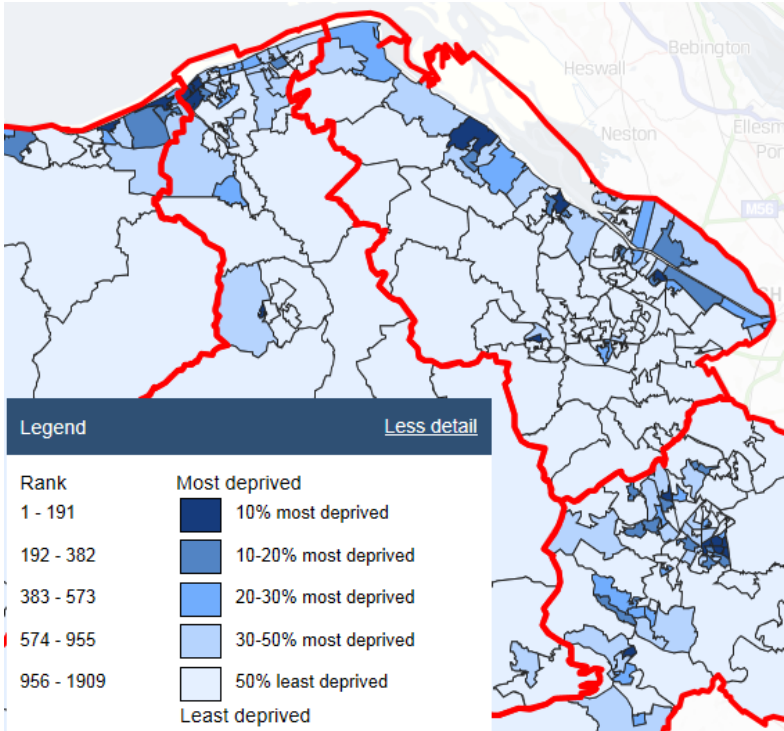 Bebington
Heswall
Neston
Ellesm
Por
M56
Legend Less detail
Rank Most deprived
1 - 191 10% most deprived
192 - 382 10-20% most deprived
383 - 573 20-30% most deprived
574 - 955 30-50% most deprived
956 - 1909 50% least deprived
Least deprived